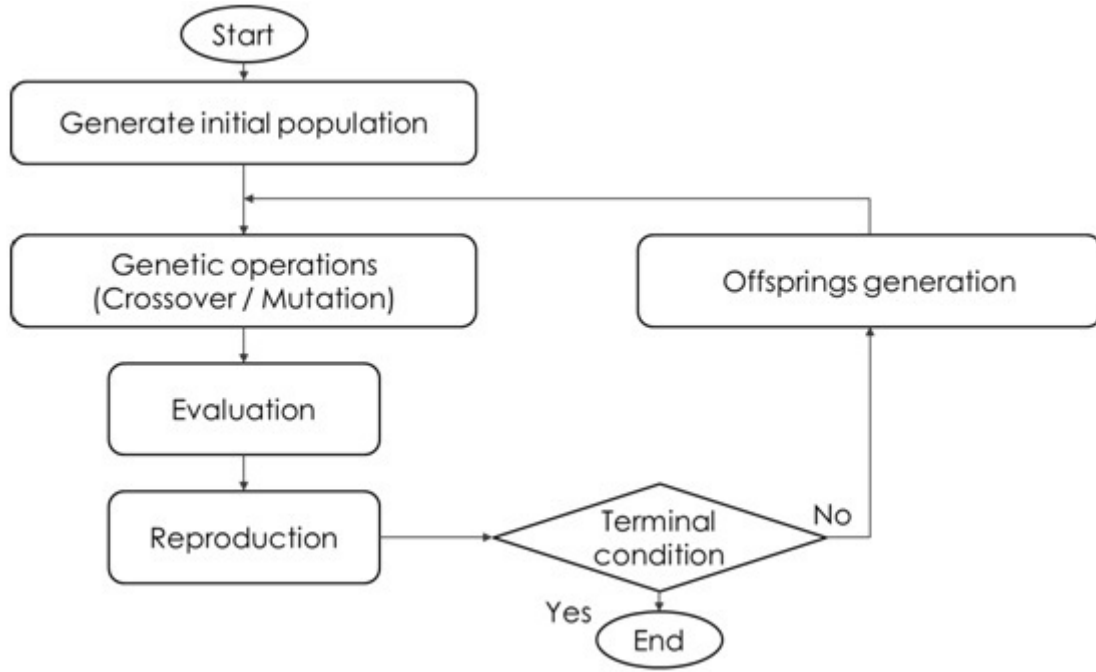 Start
Generate initial population
Genetic operations
(Crossover / Mutation)
Offsprings generation
Evaluation
Reproduction
Terminal
condition
No
Yes
End